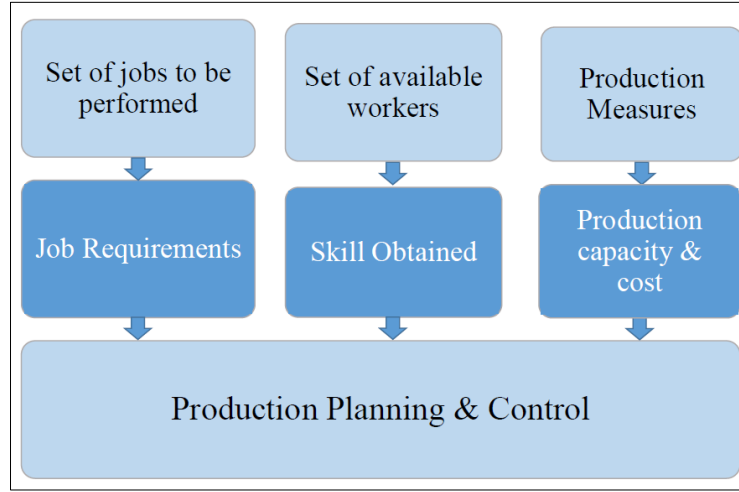 Set of jobs to be
performed
Set of available
workers
Production
Measures
Job Requirements
Skill Obtained
Production
capacity &
cost
Production Planning & Control